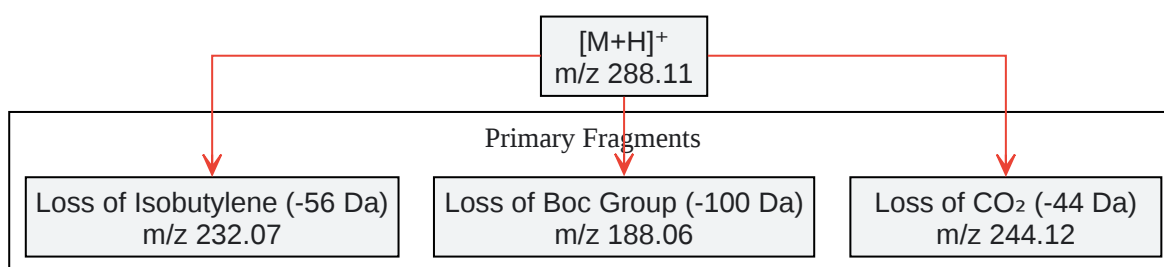 [M+H]⁺
m/z 288.11
Primary Fragments
Loss of Isobutylene (-56 Da)
m/z 232.07
Loss of Boc Group (-100 Da)
m/z 188.06
Loss of CO₂ (-44 Da)
m/z 244.12